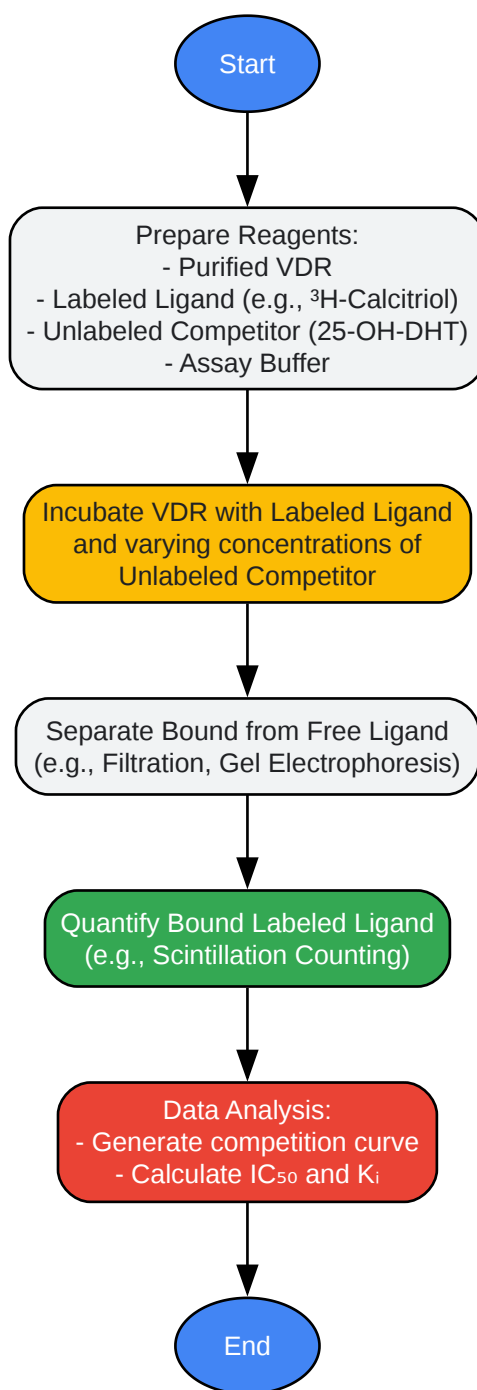 Start
Prepare Reagents:
- Purified VDR
- Labeled Ligand (e.g., ³H-Calcitriol)
- Unlabeled Competitor (25-OH-DHT)
- Assay Buffer
Incubate VDR with Labeled Ligand
and varying concentrations of
Unlabeled Competitor
Separate Bound from Free Ligand
(e.g., Filtration, Gel Electrophoresis)
Quantify Bound Labeled Ligand
(e.g., Scintillation Counting)
Data Analysis:
- Generate competition curve
- Calculate IC₅₀ and Kᵢ
End